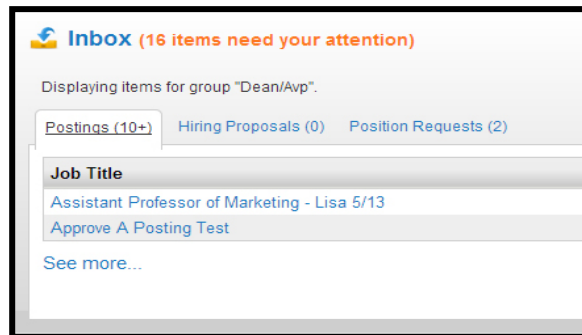 Inbox (16 items need your attention)
Displaying items for group "Dean/Avp".
Postings (10+) Hiring Proposals (0) Position Requests (2)
Job Title
Assistant Professor of Marketing - Lisa 5/13
Approve A Posting Test
See more...